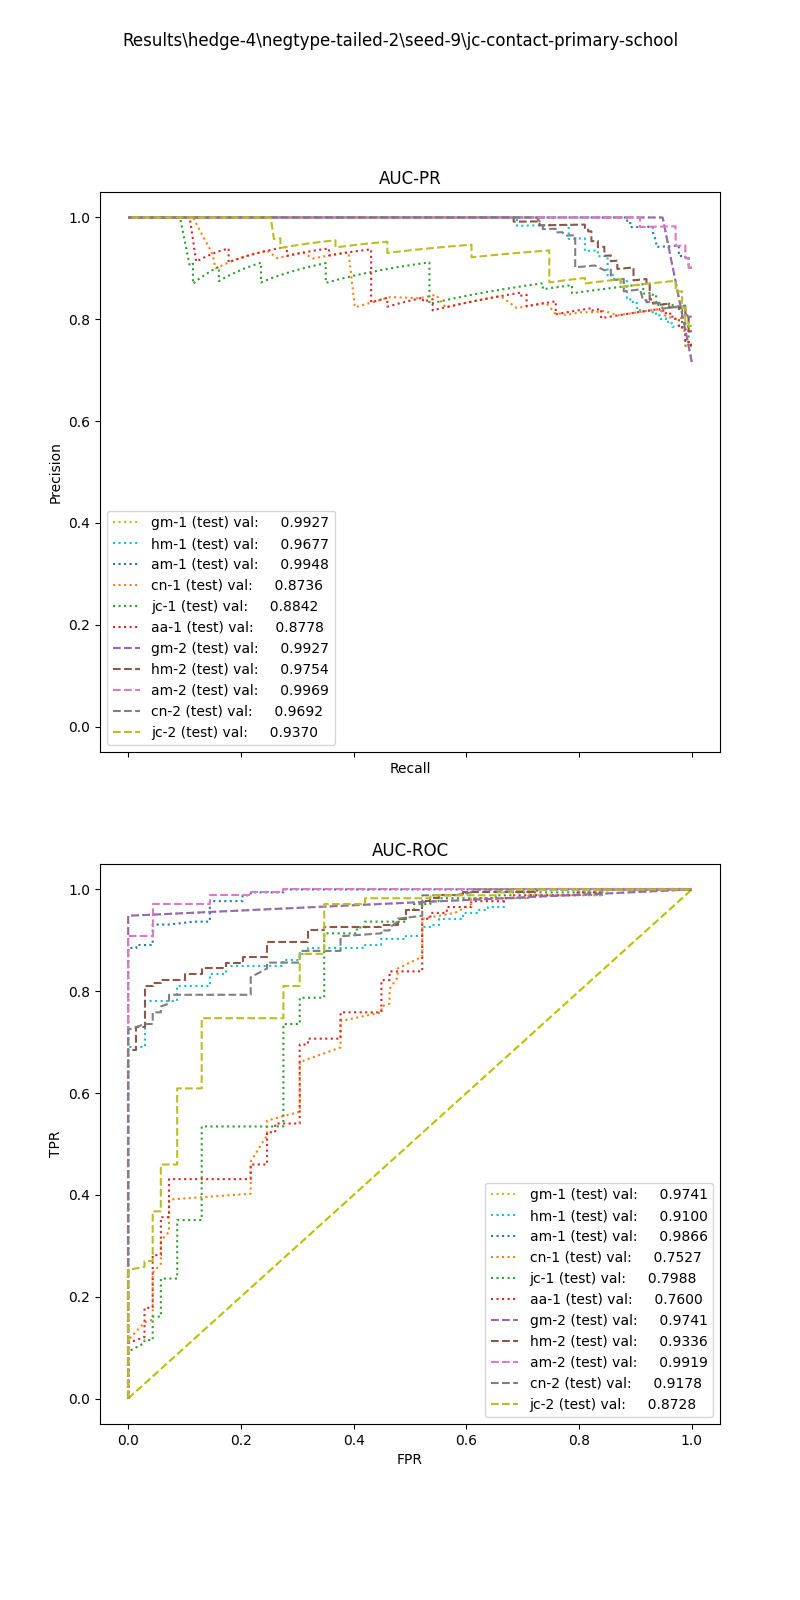 Results\hedge-4\negtype-tailed-2\seed-9\jc-contact-primary-school
AUC-PR
1.0
0.8
0.6
0.4
0.2
0.0
Precision
gm-1 (test) val: 0.9927
hm-1 (test) val: 0.9677
am-1 (test) val: 0.9948
cn-1 (test) val: 0.8736
jc-1 (test) val: 0.8842
aa-1 (test) val: 0.8778
gm-2 (test) val: 0.9927
hm-2 (test) val: 0.9754
am-2 (test) val: 0.9969
cn-2 (test) val: 0.9692
jc-2 (test) val: 0.9370
Recall
AUC-ROC
1.0
0.8
0.6
0.4
0.2
0.0
TPR
gm-1 (test) val: 0.9741
hm-1 (test) val: 0.9100
am-1 (test) val: 0.9866
cn-1 (test) val: 0.7527
jc-1 (test) val: 0.7988
aa-1 (test) val: 0.7600
gm-2 (test) val: 0.9741
hm-2 (test) val: 0.9336
am-2 (test) val: 0.9919
cn-2 (test) val: 0.9178
jc-2 (test) val: 0.8728
0.0 0.2 0.4 0.6 0.8 1.0
FPR